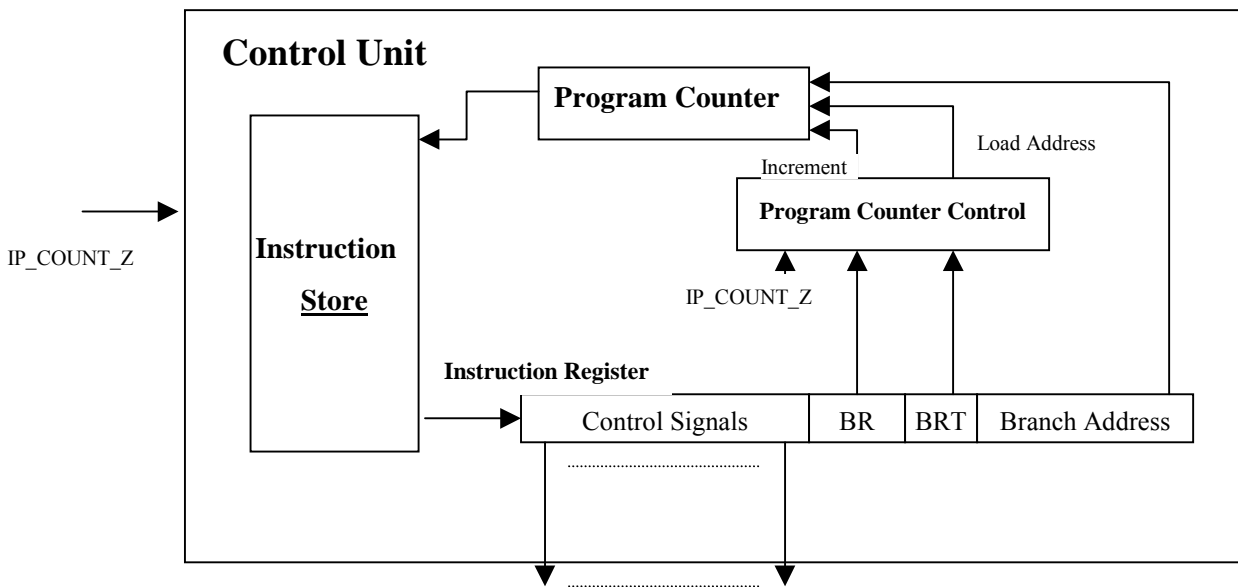 Control Unit
Program Counter
Load Address
Increment
Program Counter Control
IP_COUNT_Z
Instruction
Store
IP_COUNT_Z
Instruction Register
Control Signals
BR
BRT
Branch Address